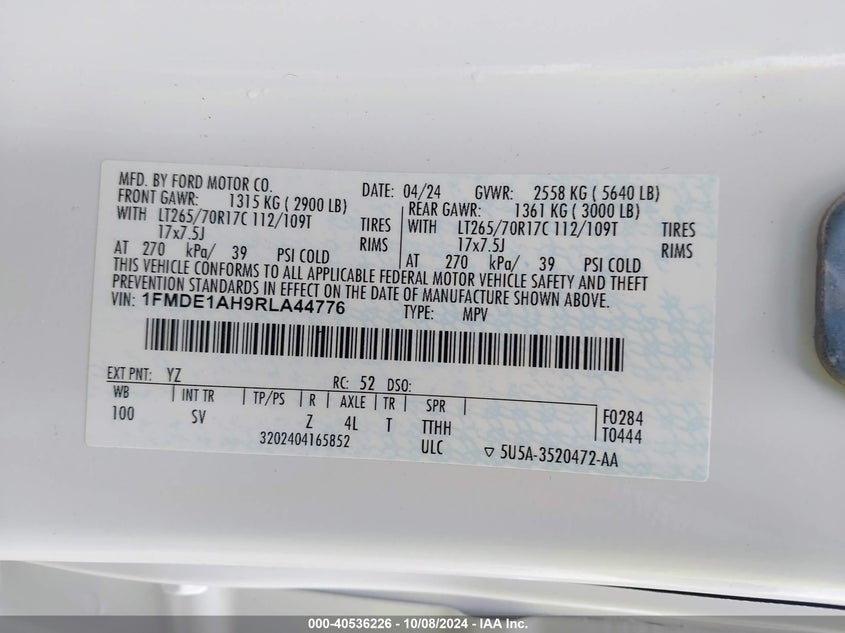 MFD. BY FORD MOTOR CO. DATE: 04/24 GVWR: 2558 KG ( 5640 LB)
FRONT GAWR: 1315 KG ( 2900 LB) REAR GAWR: 1361 KG ( 3000 LB)
WITH LT265/70R17C 112/109T TIRES WITH LT265/70R17C 112/109T TIRES
17x7.5J RIMS 17x7.5J RIMS
AT 270 kPa/ 39 PSI COLD AT 270 kPa/ 39 PSI COLD
THIS VEHICLE CONFORMS TO ALL APPLICABLE FEDERAL MOTOR VEHICLE SAFETY AND THEFT
PREVENTION STANDARDS IN EFFECT ON THE DATE OF MANUFACTURE SHOWN ABOVE.
VIN: 1FMDE1AH9RLA44776 TYPE: MPV
EXT PNT: YZ RC: 52 DSO:
WB INT TR TP/PS R AXLE TR SPR F0284
100 SV Z 4L T TTHH T0444
3202404165852 ULC ▽ 5U5A-3520472-AA
000-40536226 - 10/08/2024 - IAA Inc.